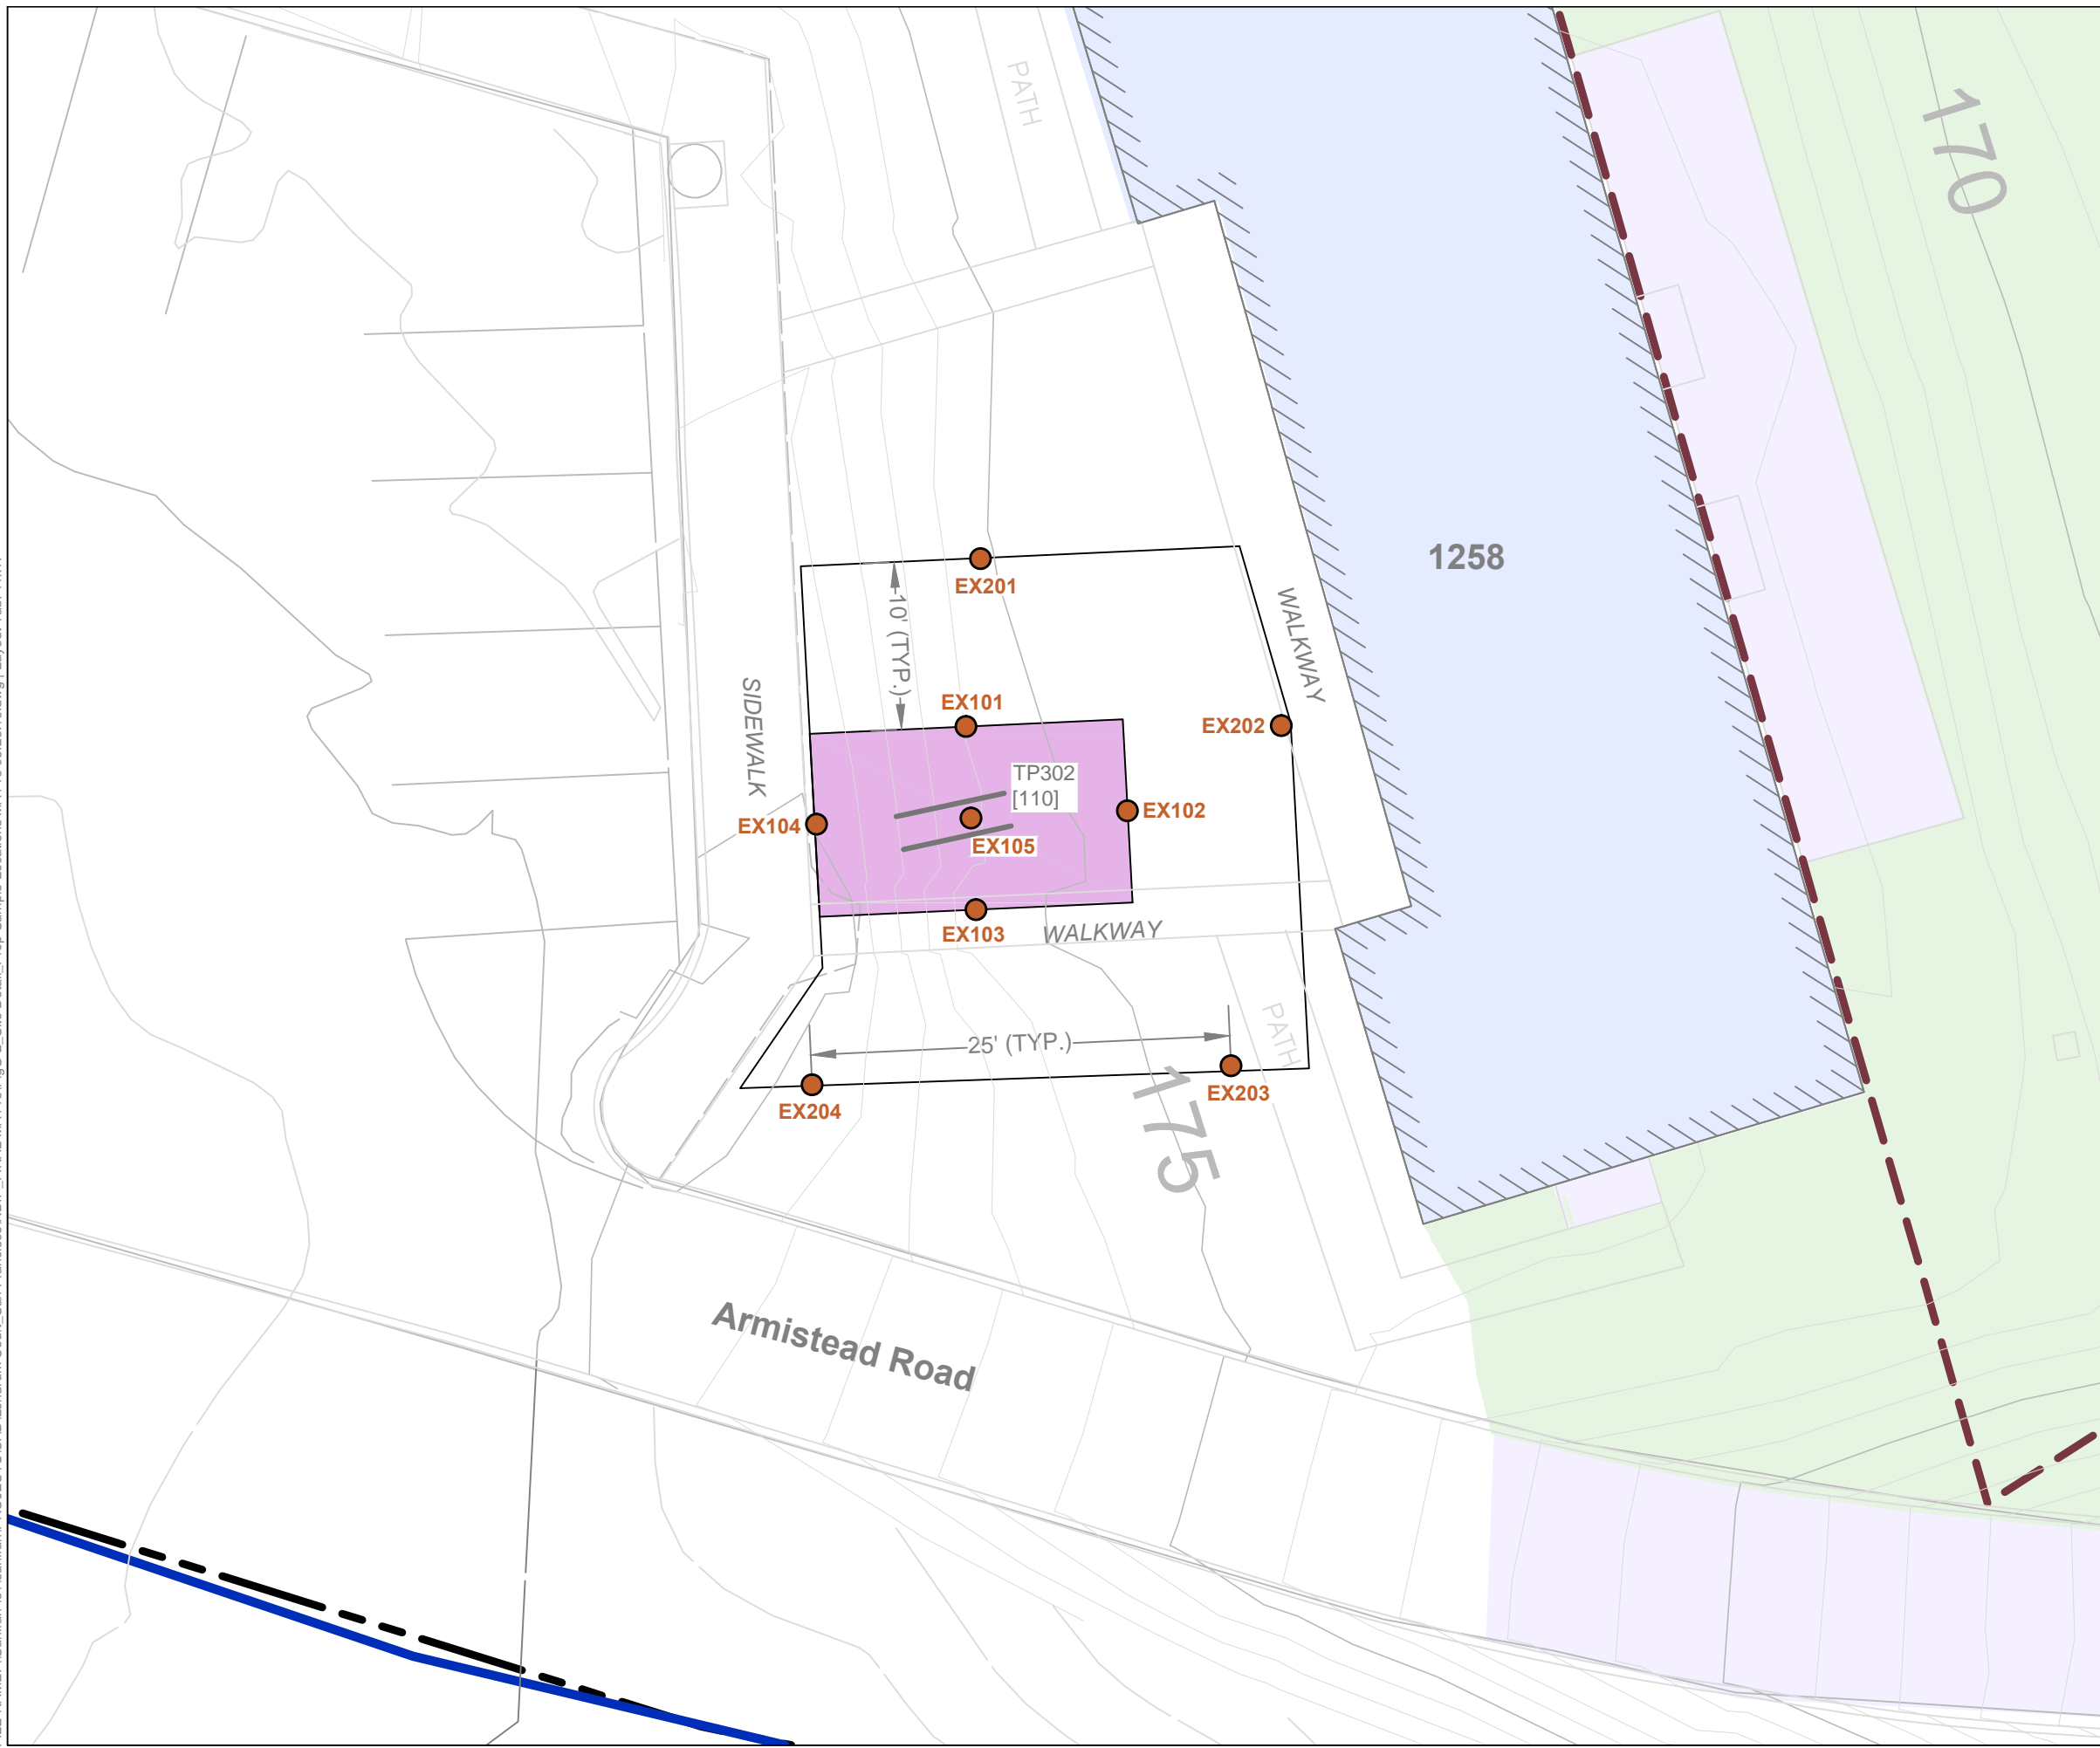 PATH
170
1258
EX201
10' (TYP.)
WALKWAY
SIDEWALK
EX101
EX202
TP302
[110]
EX104
EX102
EX105
EX103
WALKWAY
PATH
25' (TYP.)
EX204
EX203
175
Armistead Road